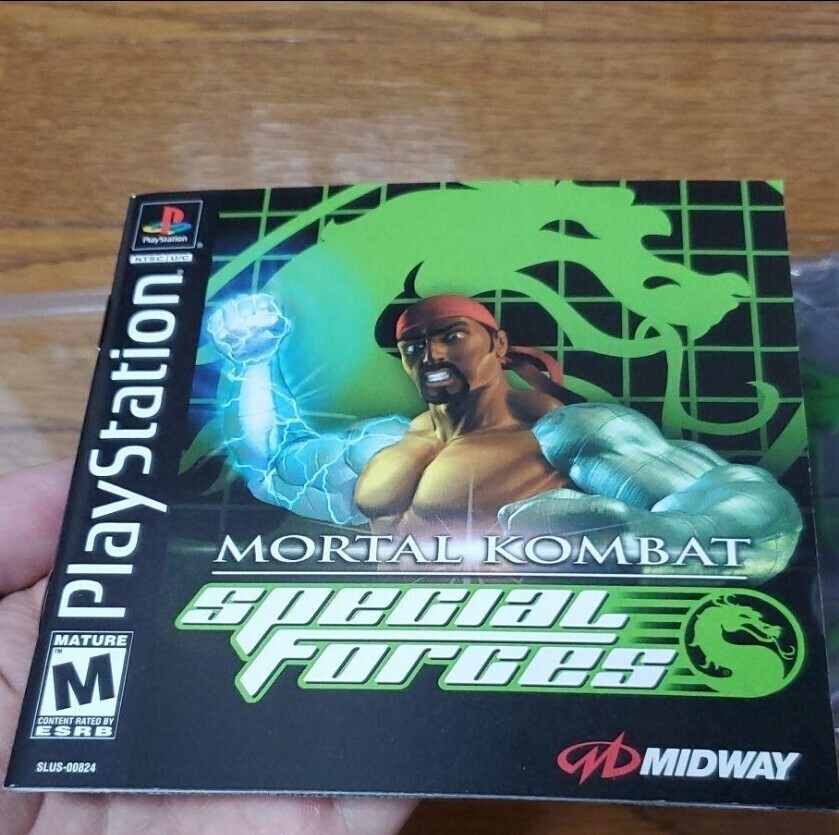 PlayStation
NTSC U/C
PlayStation
MORTAL KOMBAT
SPECIAL
FORCES
MATURE
M
CONTENT RATED BY
ESRB
SLUS-00824
MIDWAY